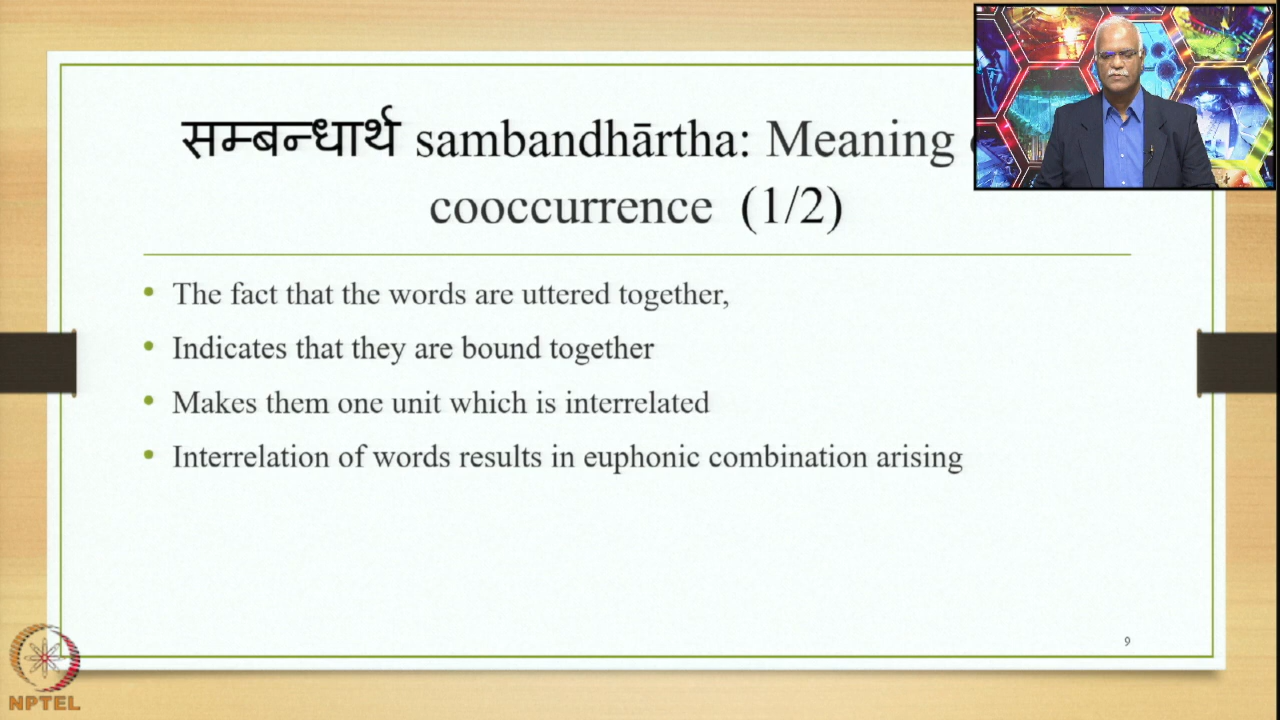 सम्बन्धार्थ sambandhārtha: Meaning
cooccurrence (1/2)
• The fact that the words are uttered together,
• Indicates that they are bound together
• Makes them one unit which is interrelated
• Interrelation of words results in euphonic combination arising
9
NPTEL